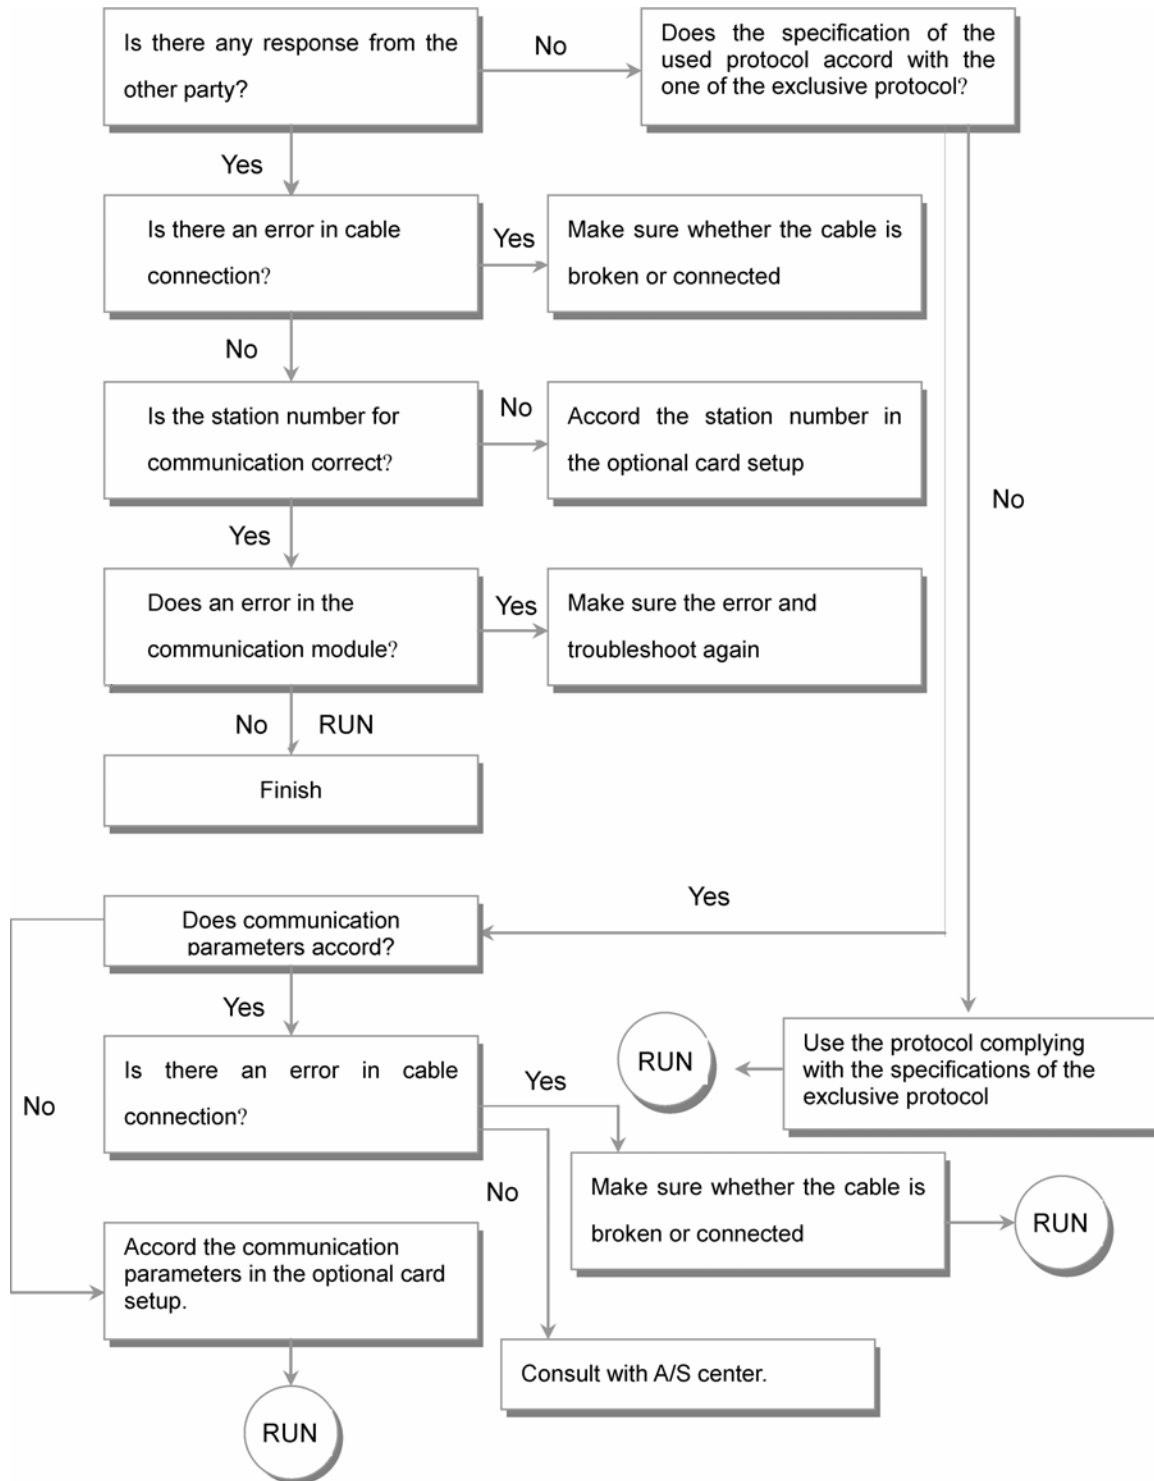 Is there any response from the
other party?
No
Does the specification of the
used protocol accord with the
one of the exclusive protocol?
Yes
Is there an error in cable
connection?
Yes
Make sure whether the cable is
broken or connected
No
Is the station number for
communication correct?
No
Accord the station number in
the optional card setup
No
Yes
Does an error in the
communication module?
Yes
Make sure the error and
troubleshoot again
No RUN
Finish
Yes
Does communication
parameters accord?
Yes
Is there an error in cable
connection?
Yes
RUN
Use the protocol complying
with the specifications of the
exclusive protocol
No
No
Make sure whether the cable is
broken or connected
RUN
Accord the communication
parameters in the optional card
setup.
Consult with A/S center.
RUN